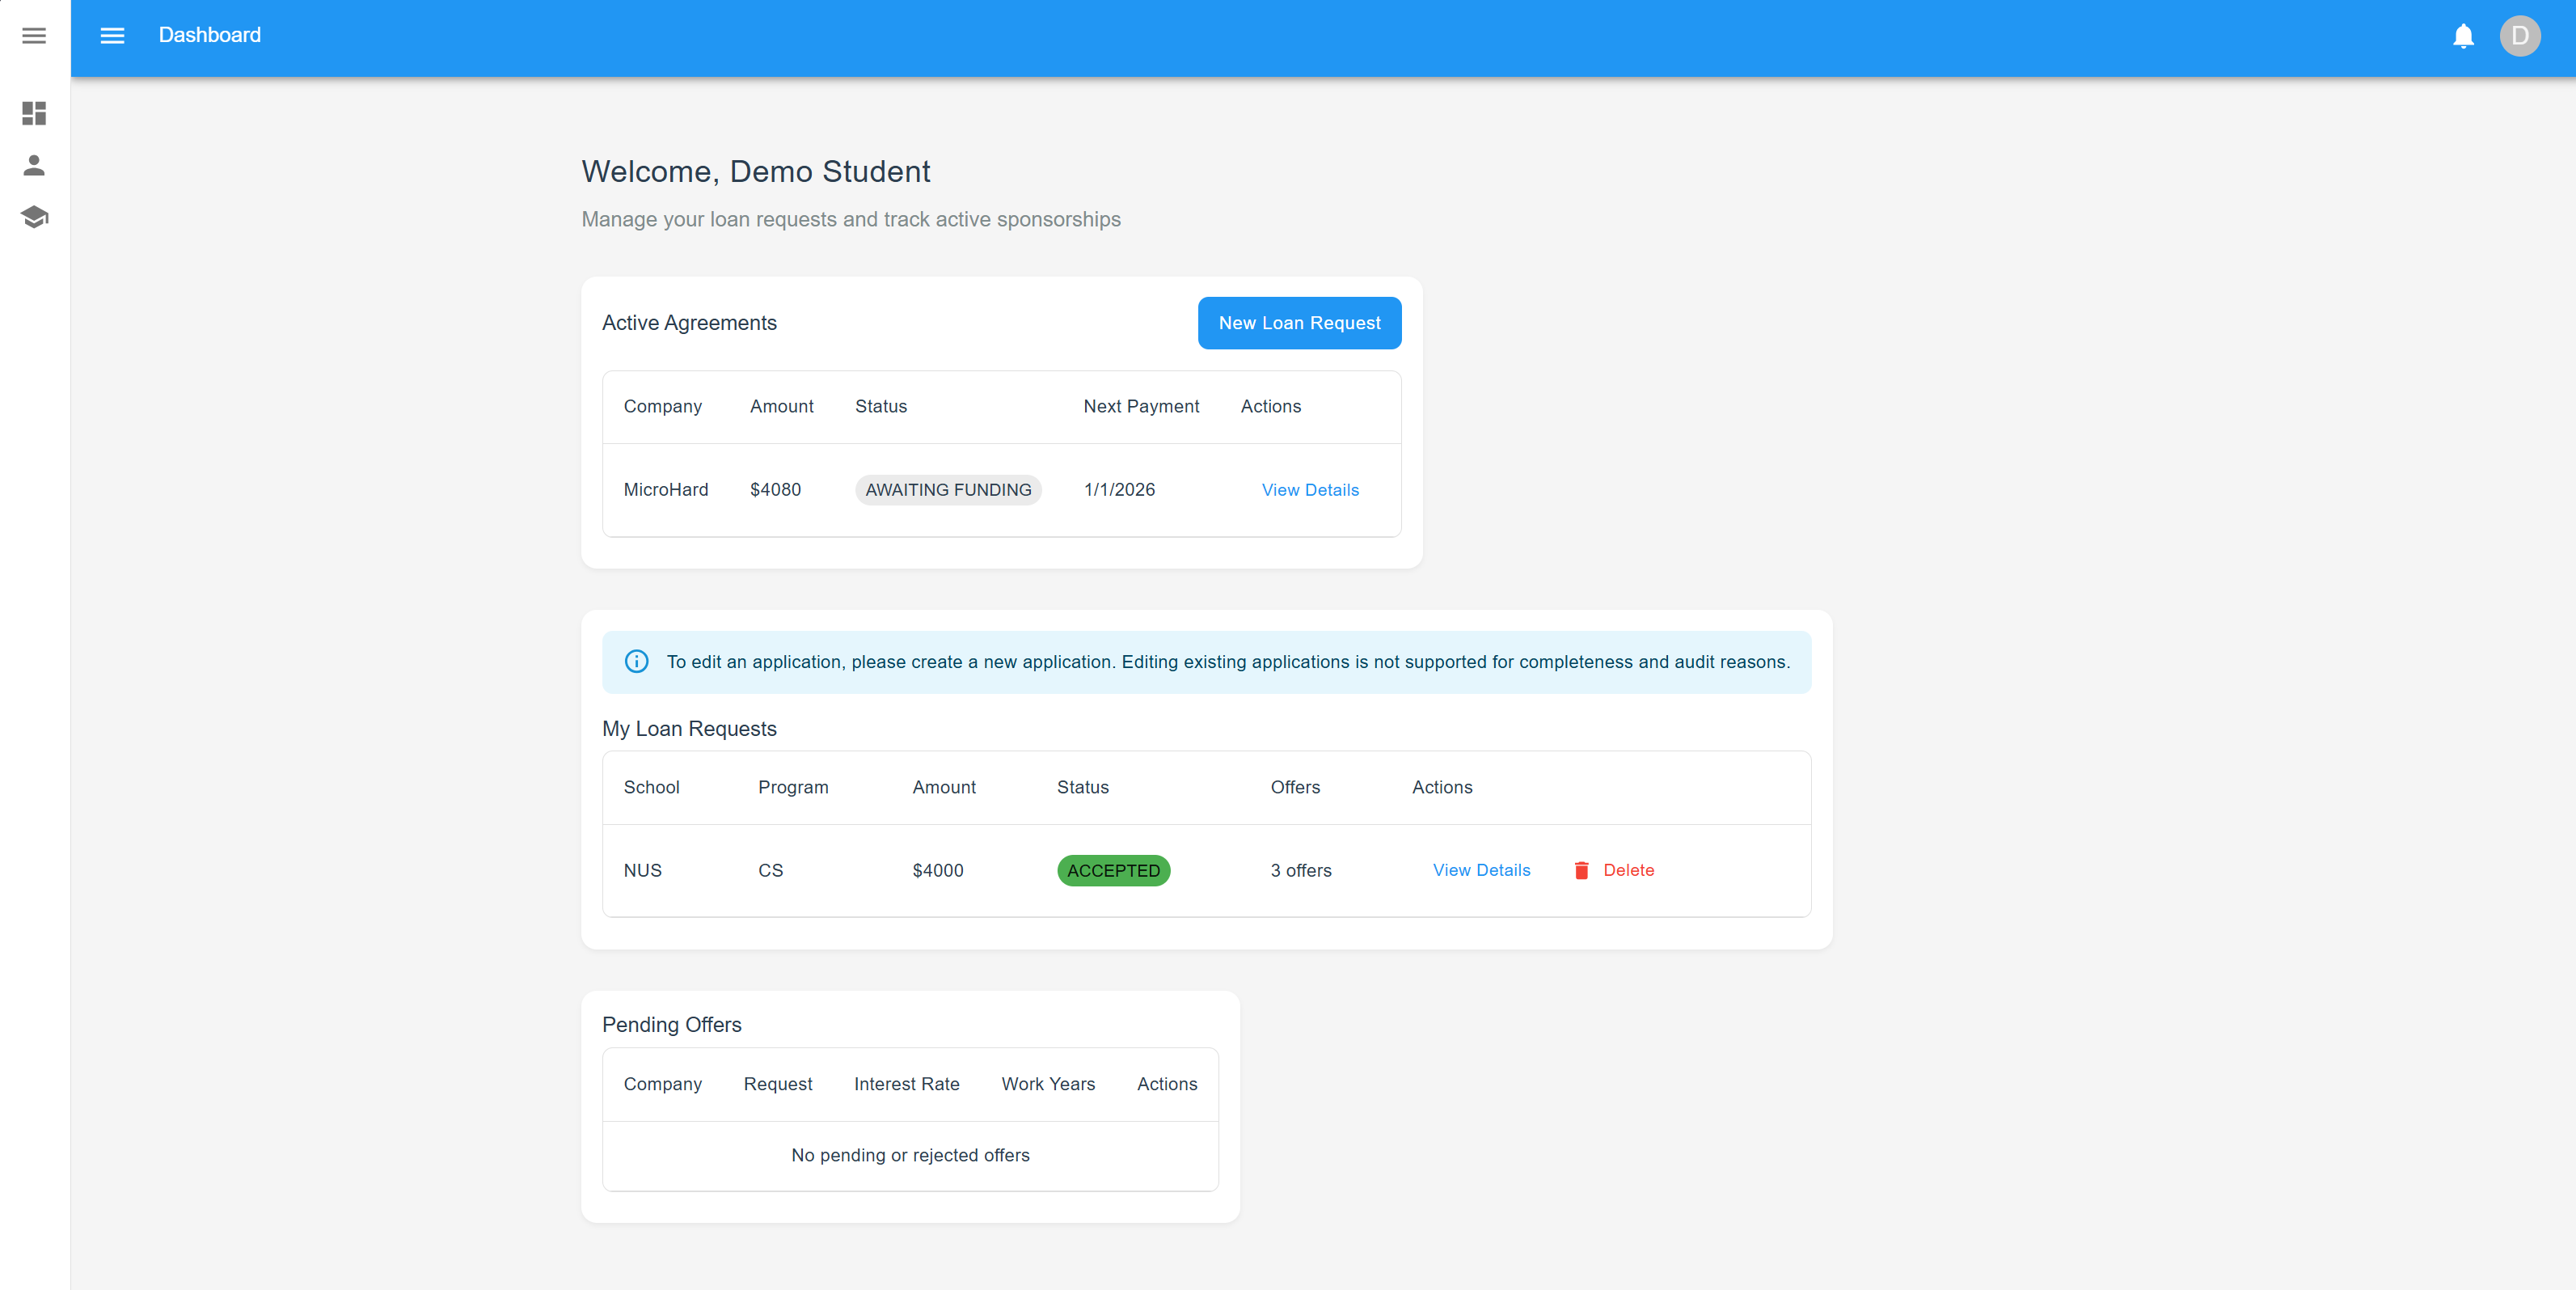 Dashboard
D
Welcome, Demo Student
Manage your loan requests and track active sponsorships
Active Agreements
New Loan Request
Company Amount Status Next Payment Actions
MicroHard $4080 AWAITING FUNDING 1/1/2026 View Details
To edit an application, please create a new application. Editing existing applications is not supported for completeness and audit reasons.
My Loan Requests
School Program Amount Status Offers Actions
NUS CS $4000 ACCEPTED 3 offers View Details Delete
Pending Offers
Company Request Interest Rate Work Years Actions
No pending or rejected offers